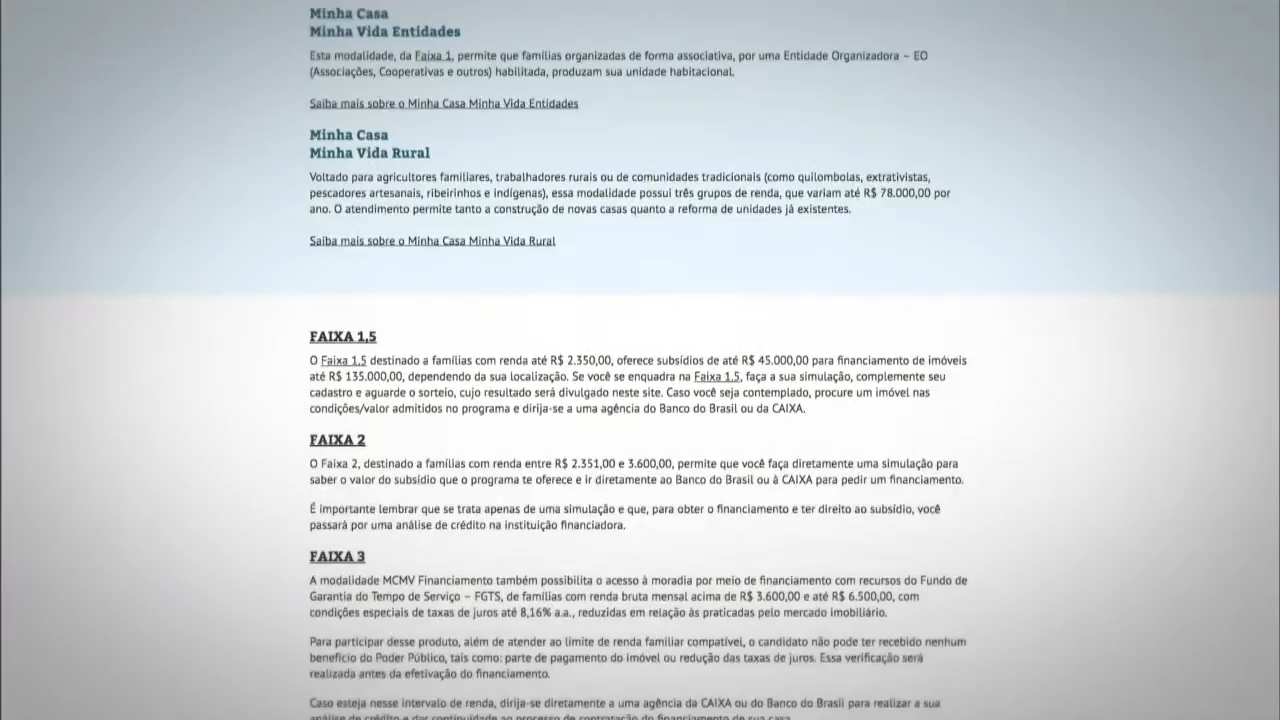 Minha Casa
Minha Vida Entidades
Esta modalidade, da Faixa 1, permite que famílias organizadas de forma associativa, por uma Entidade Organizadora – EO
(Associações, Cooperativas e outros) habilitada, produzam sua unidade habitacional.
Saiba mais sobre o Minha Casa Minha Vida Entidades
Minha Casa
Minha Vida Rural
Voltado para agricultores familiares, trabalhadores rurais ou de comunidades tradicionais (como quilombolas, extrativistas,
pescadores artesanais, ribeirinhos e indígenas), essa modalidade possui três grupos de renda, que variam até R$ 78.000,00 por
ano. O atendimento permite tanto a construção de novas casas quanto a reforma de unidades já existentes.
Saiba mais sobre o Minha Casa Minha Vida Rural
FAIXA 1,5
O Faixa 1,5 destinado a famílias com renda até R$ 2.350,00, oferece subsídios de até R$ 45.000,00 para financiamento de imóveis
até R$ 135.000,00, dependendo da sua localização. Se você se enquadra na Faixa 1,5, faça a sua simulação, complemente seu
cadastro e aguarde o sorteio, cujo resultado será divulgado neste site. Caso você seja contemplado, procure um imóvel nas
condições/valor admitidos no programa e dirija-se a uma agência do Banco do Brasil ou da CAIXA.
FAIXA 2
O Faixa 2, destinado a famílias com renda entre R$ 2.351,00 e 3.600,00, permite que você faça diretamente uma simulação para
saber o valor do subsídio que o programa te oferece e ir diretamente ao Banco do Brasil ou à CAIXA para pedir um financiamento.
É importante lembrar que se trata apenas de uma simulação e que, para obter o financiamento e ter direito ao subsídio, você
passará por uma análise de crédito na instituição financiadora.
FAIXA 3
A modalidade MCMV Financiamento também possibilita o acesso à moradia por meio de financiamento com recursos do Fundo de
Garantia do Tempo de Serviço – FGTS, de famílias com renda bruta mensal acima de R$ 3.600,00 e até R$ 6.500,00, com
condições especiais de taxas de juros até 8,16% a.a., reduzidas em relação às praticadas pelo mercado imobiliário.
Para participar desse produto, além de atender ao limite de renda familiar compatível, o candidato não pode ter recebido nenhum
benefício do Poder Público, tais como: parte de pagamento do imóvel ou redução das taxas de juros. Essa verificação será
realizada antes da efetivação do financiamento.
Caso esteja nesse intervalo de renda, dirija-se diretamente a uma agência da CAIXA ou do Banco do Brasil para realizar a sua
análise de crédito e dar continuidade ao processo de contratação do financiamento de sua casa.